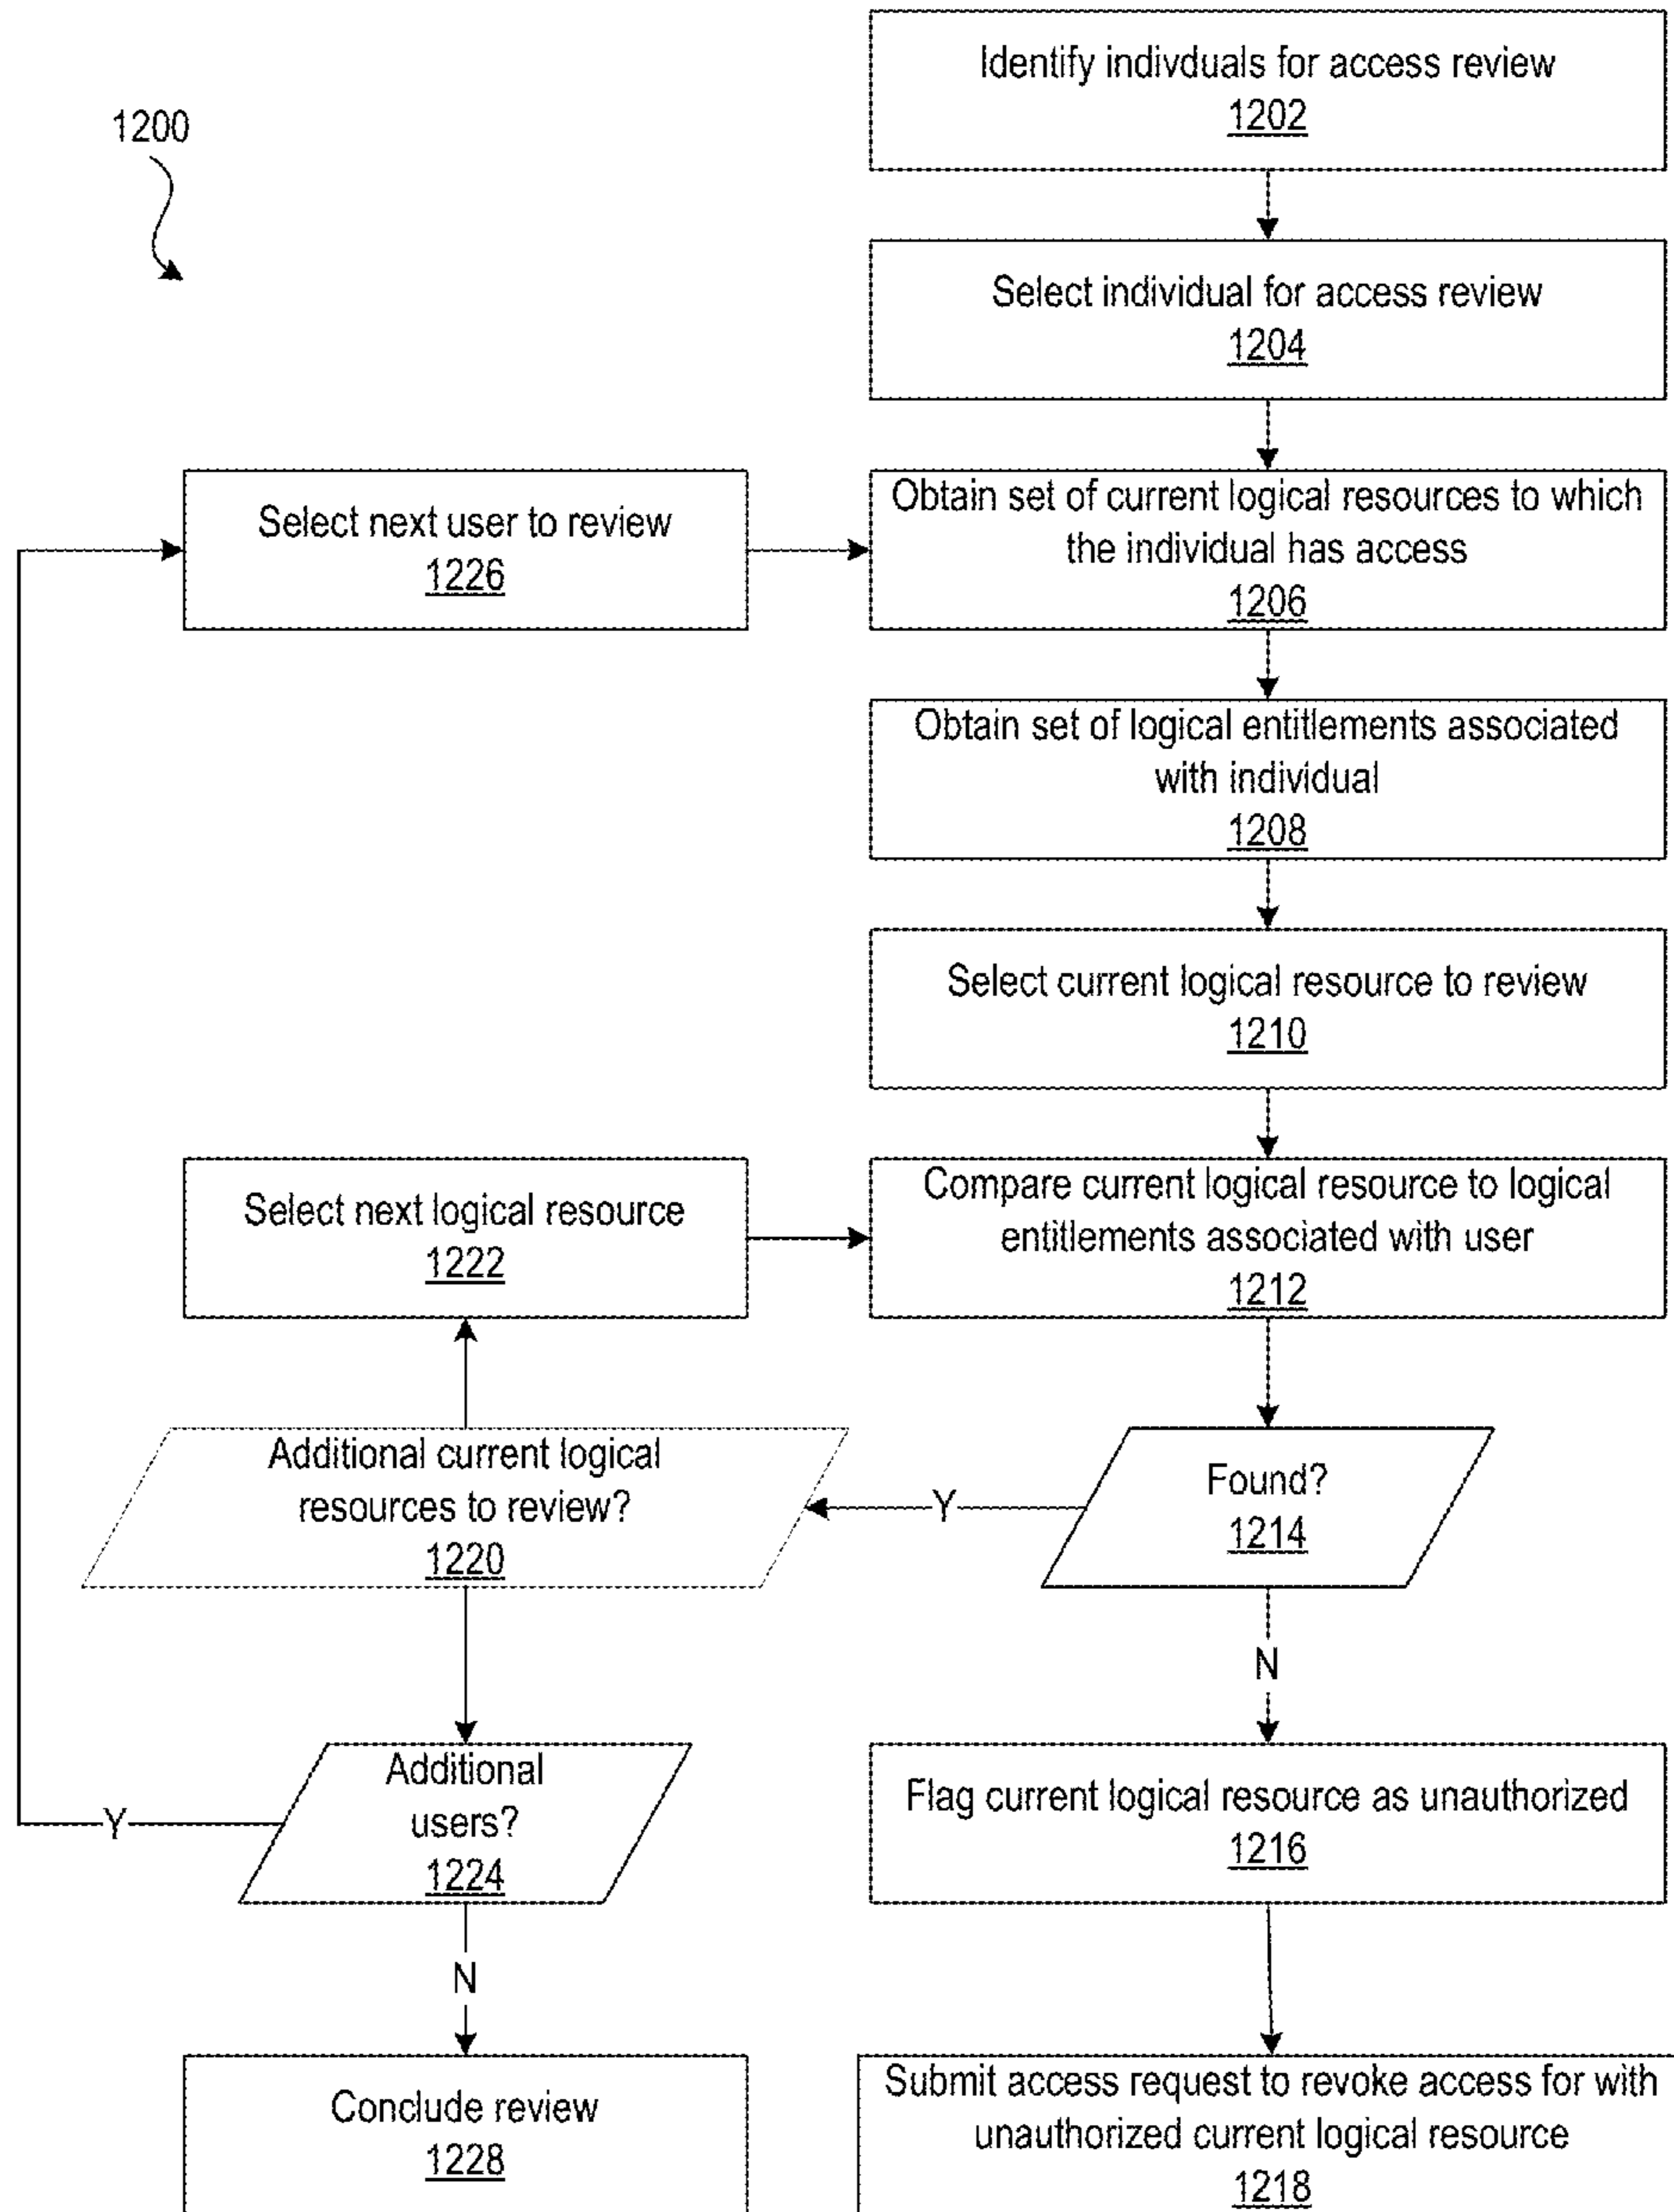 1200
Identify indivduals for access review
1202
Select individual for access review
1204
Select next user to review
1226
Obtain set of current logical resources to which
the individual has access
1206
Obtain set of logical entitlements associated
with individual
1208
Select current logical resource to review
1210
Select next logical resource
1222
Compare current logical resource to logical
entitlements associated with user
1212
Additional current logical
resources to review?
1220
Y
Found?
1214
N
Additional
users?
1224
Y
N
Flag current logical resource as unauthorized
1216
Conclude review
1228
Submit access request to revoke access for with
unauthorized current logical resource
1218